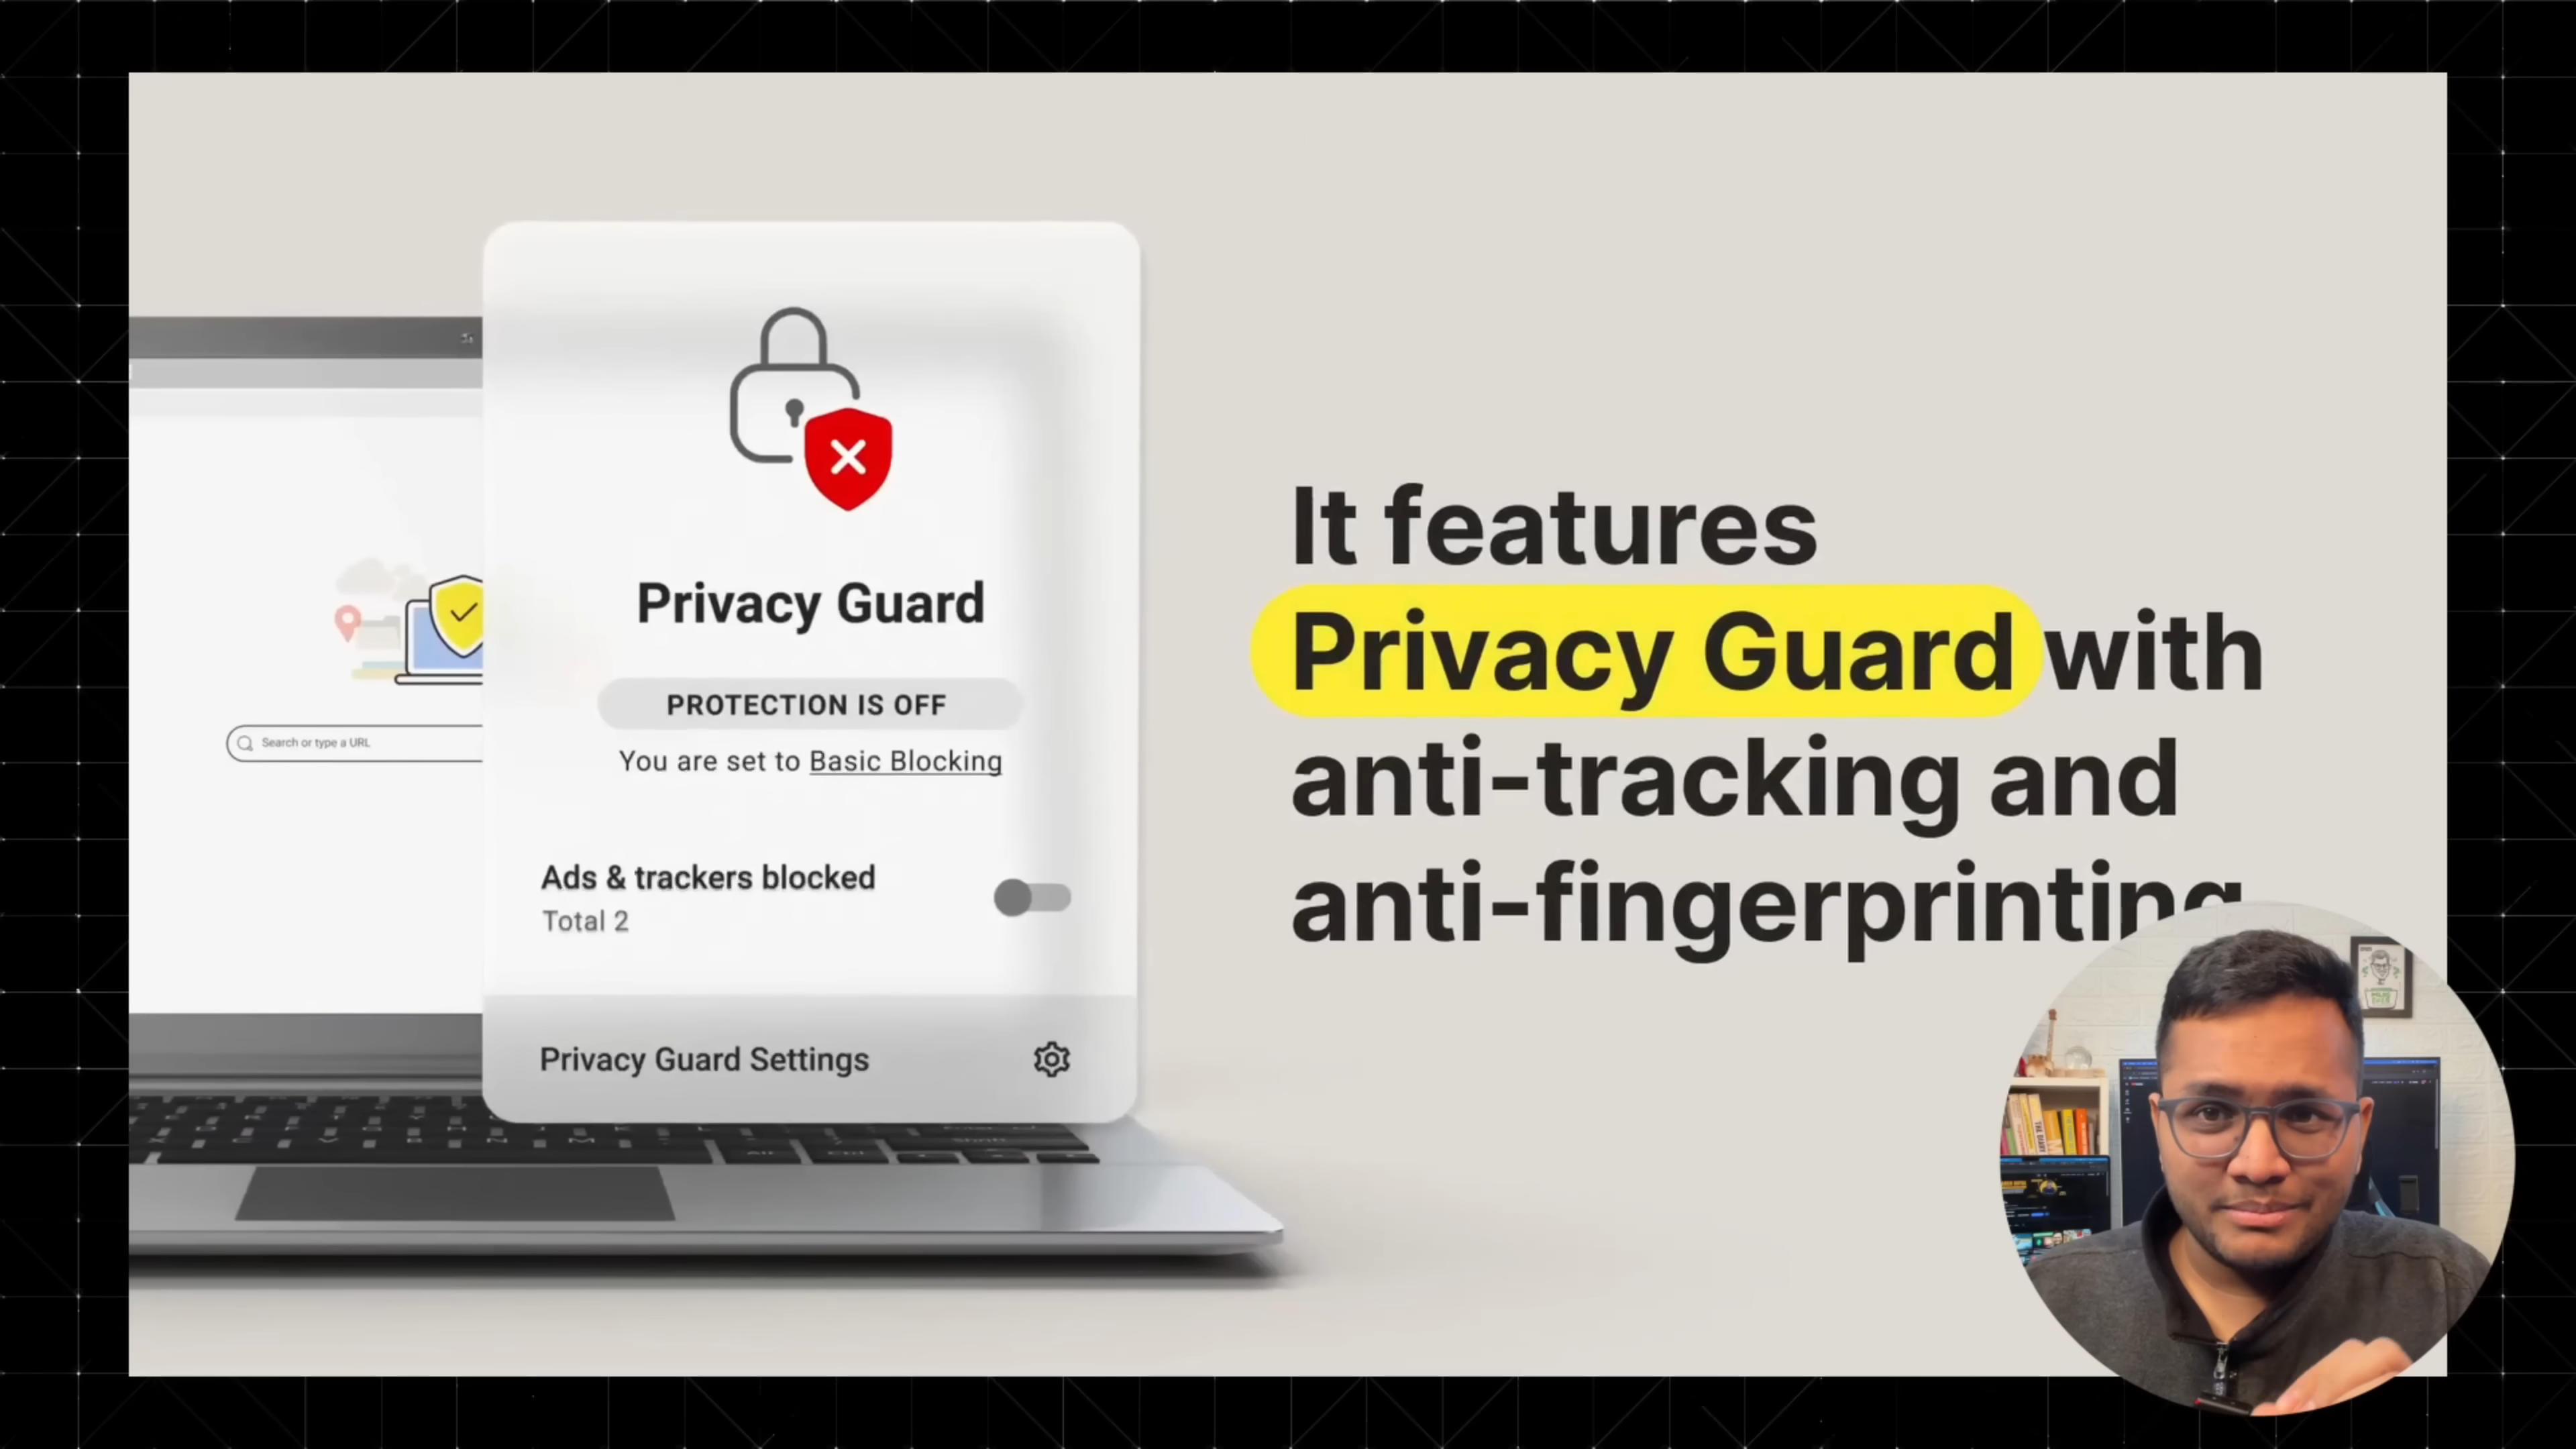 Privacy Guard
PROTECTION IS OFF
You are set to Basic Blocking
Ads & trackers blocked
Total 2
Privacy Guard Settings
Search or type a URL
It features
Privacy Guard with
anti-tracking and
anti-fingerprinting